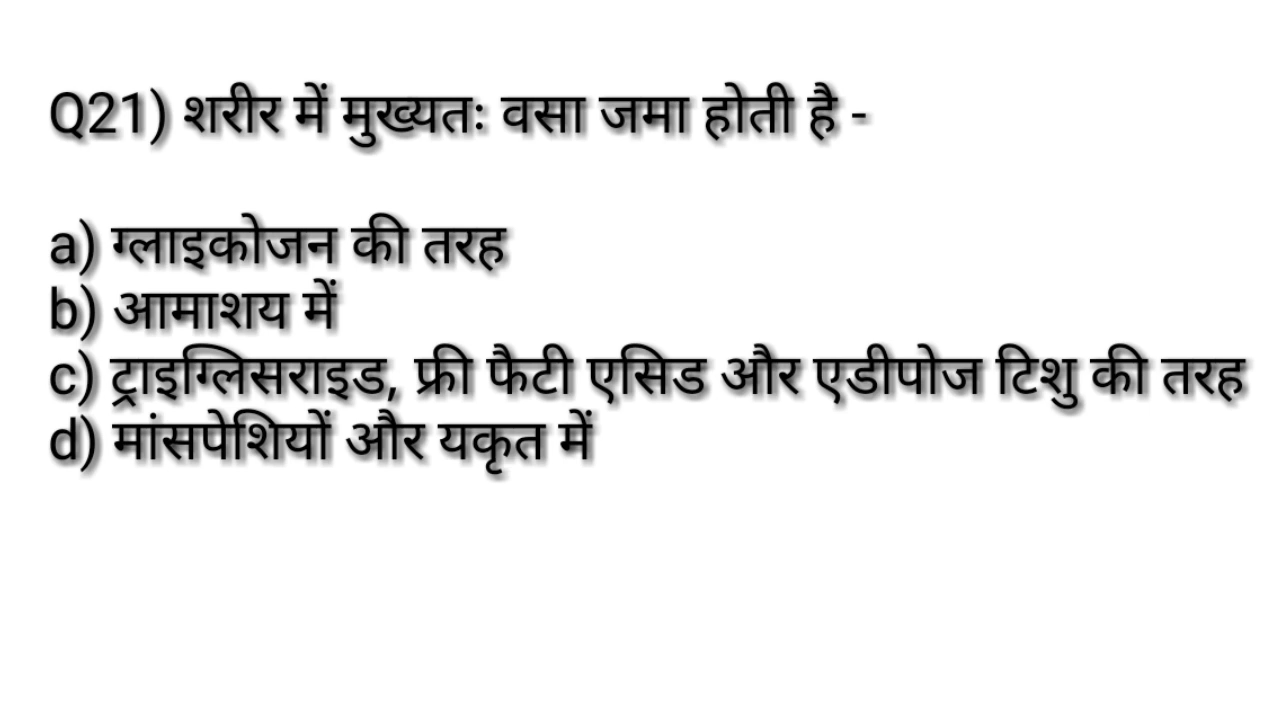 Q21) शरीर में मुख्यतः वसा जमा होती है -
a) ग्लाइकोजन की तरह
b) आमाशय में
c) ट्राइग्लिसराइड, फ्री फैटी एसिड और एडीपोज टिशु की तरह
d) मांसपेशियों और यकृत में